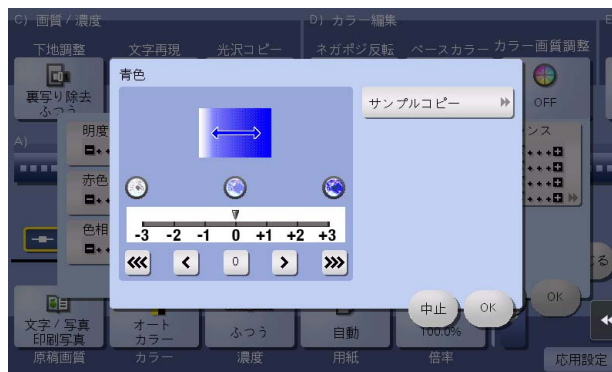 C) 画質 / 濃度
D) カラー編集
下地調整
文字再現
光沢コピー
ネガポジ反転
ベースカラー
カラー画質調整
青色
裏写り除去
ふつう
サンプルコピー
OFF
A)
明度
赤色
色相
-3 -2 -1 0 +1 +2 +3
0
中止
OK
OK
文字 / 写真
印刷写真
オート
カラー
ふつう
自動
100.0%
原稿画質
カラー
濃度
用紙
倍率
応用設定